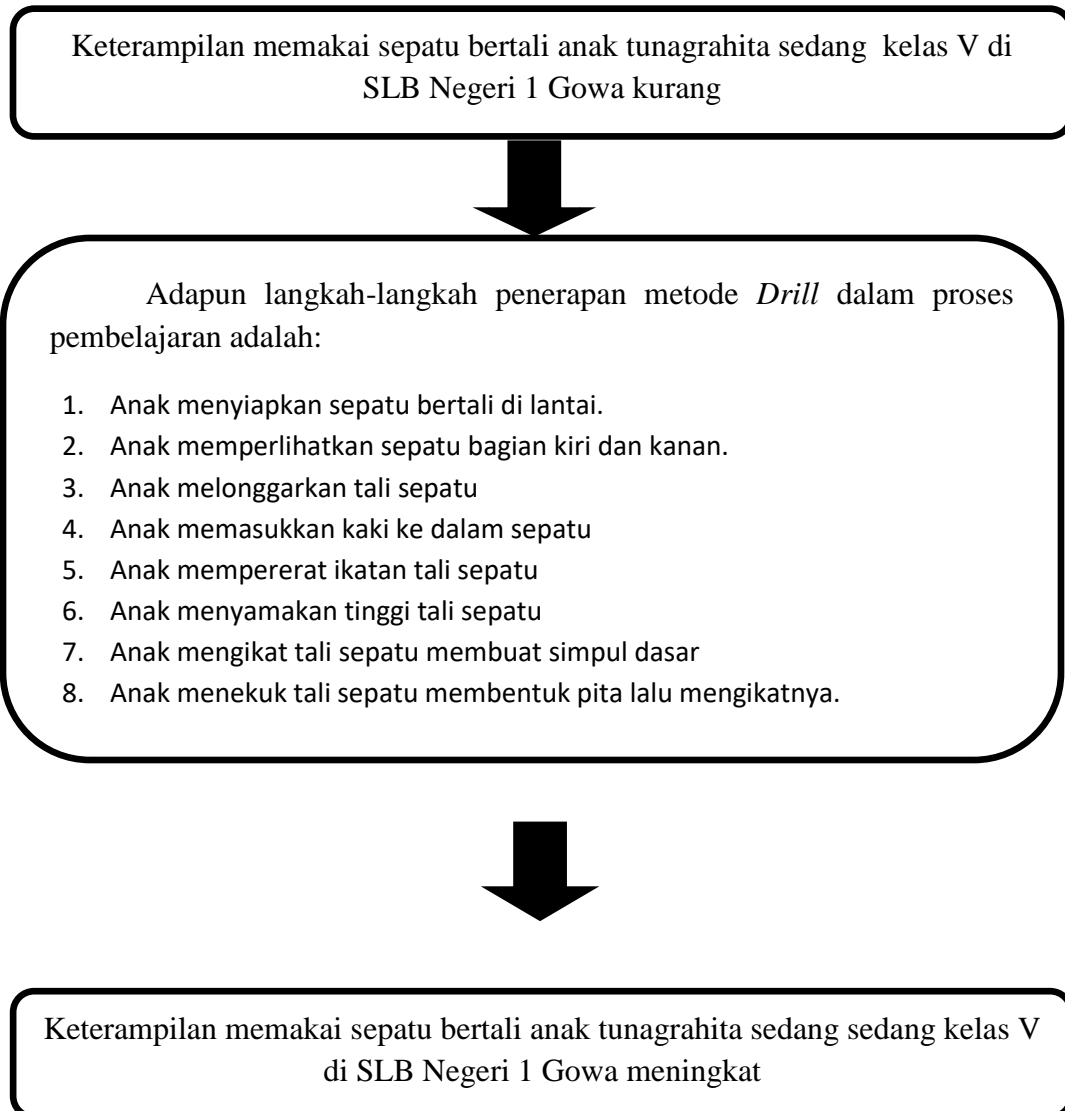 Keterampilan memakai sepatu bertali anak tunagrahita sedang kelas V di
SLB Negeri 1 Gowa kurang
Adapun langkah-langkah penerapan metode Drill dalam proses
pembelajaran adalah:
1. Anak menyiapkan sepatu bertali di lantai.
2. Anak memperlihatkan sepatu bagian kiri dan kanan.
3. Anak melonggarkan tali sepatu
4. Anak memasukkan kaki ke dalam sepatu
5. Anak mempererat ikatan tali sepatu
6. Anak menyamakan tinggi tali sepatu
7. Anak mengikat tali sepatu membuat simpul dasar
8. Anak menekuk tali sepatu membentuk pita lalu mengikatnya.
Keterampilan memakai sepatu bertali anak tunagrahita sedang sedang kelas V
di SLB Negeri 1 Gowa meningkat